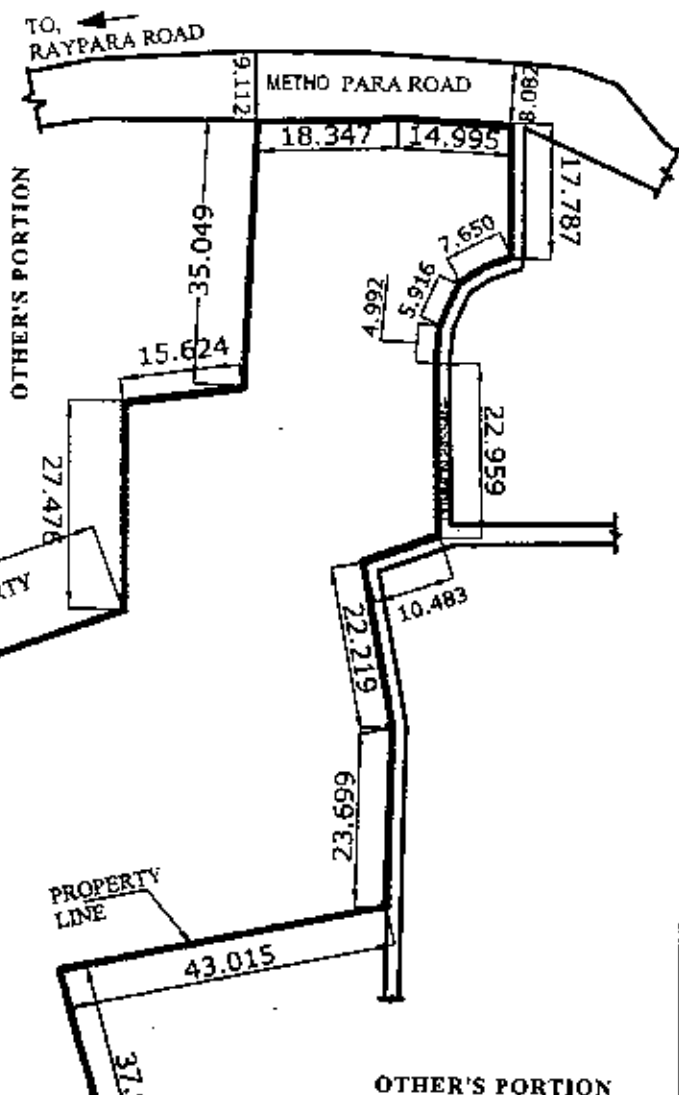 TO,
RAYPARA ROAD
9.112
METHO PARA ROAD
8.082
18.347
14.995
17.787
OTHER'S PORTION
35.049
7.650
5.916
4.992
15.624
22.959
27.476
10.483
22.219
23.699
PROPERTY
LINE
43.015
OTHER'S PORTION